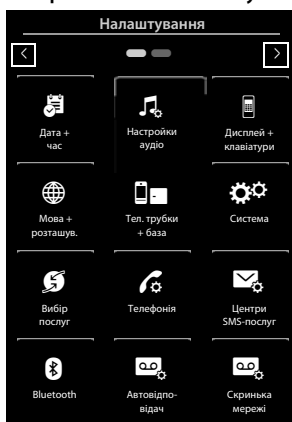 Налаштування
Дата +
час
Настройки
аудіо
Дисплей +
клавіатури
Мова +
розташув.
Тел. трубки
+ база
Система
Вибір
послуг
Телефонія
Центри
SMS-послуг
Bluetooth
Автовідпо-
відач
Скринька
мережі